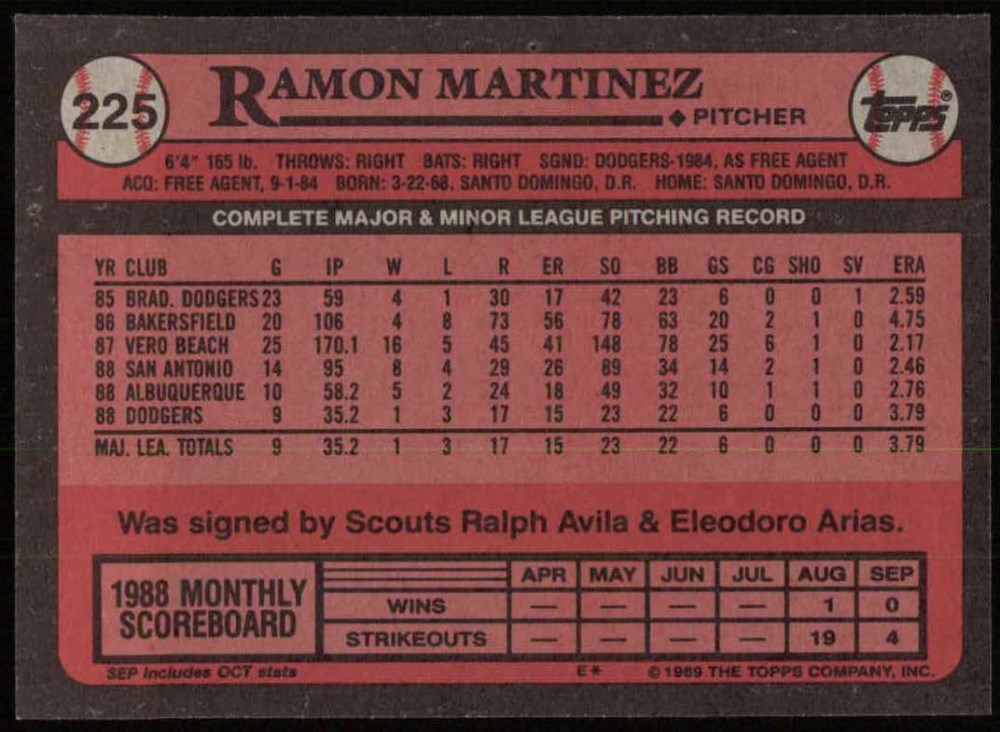 225
RAMON MARTINEZ
◆ PITCHER
TOPPS®
6'4" 165 lb. THROWS: RIGHT BATS: RIGHT SGND: DODGERS-1984, AS FREE AGENT
ACQ: FREE AGENT, 9-1-84 BORN: 3-22-68, SANTO DOMINGO, D.R. HOME: SANTO DOMINGO, D.R.
COMPLETE MAJOR & MINOR LEAGUE PITCHING RECORD
YR CLUB G IP W L R ER SO BB GS CG SHO SV ERA
85 BRAD. DODGERS 23 59 4 1 30 17 42 23 6 0 0 1 2.59
86 BAKERSFIELD 20 106 4 8 73 56 78 63 20 2 1 0 4.75
87 VERO BEACH 25 170.1 16 5 45 41 148 78 25 6 1 0 2.17
88 SAN ANTONIO 14 95 8 4 29 26 89 34 14 2 1 0 2.46
88 ALBUQUERQUE 10 58.2 5 2 24 18 49 32 10 1 1 0 2.76
88 DODGERS 9 35.2 1 3 17 15 23 22 6 0 0 0 3.79
MAJ. LEA. TOTALS 9 35.2 1 3 17 15 23 22 6 0 0 0 3.79
Was signed by Scouts Ralph Avila & Eleodoro Arias.
1988 MONTHLY
SCOREBOARD
APR MAY JUN JUL AUG SEP
WINS — — — — 1 0
STRIKEOUTS — — — — 19 4
SEP includes OCT stats
E*
© 1989 THE TOPPS COMPANY, INC.